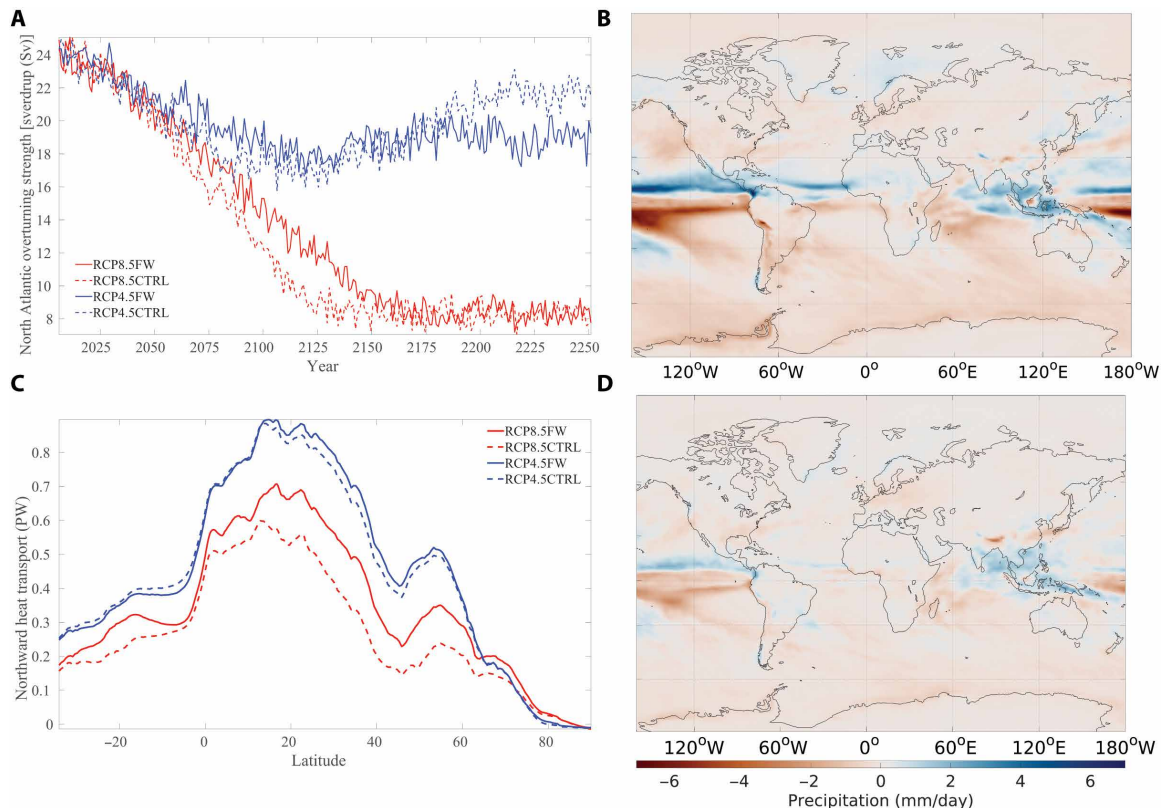 A
North Atlantic overturning strength [sverdrup (Sv)]
24
22
20
18
16
14
12
10
8
RCP8.5FW
RCP8.5CTRL
RCP4.5FW
RCP4.5CTRL
2025
2050
2075
2100
2125
2150
2175
2200
2225
2250
Year
B
120°W
60°W
0°
60°E
120°E
180°W
C
Northward heat transport (PW)
0.8
0.7
0.6
0.5
0.4
0.3
0.2
0.1
0
RCP8.5FW
RCP8.5CTRL
RCP4.5FW
RCP4.5CTRL
−20
0
20
40
60
80
Latitude
D
120°W
60°W
0°
60°E
120°E
180°W
−6
−4
−2
0
2
4
6
Precipitation (mm/day)